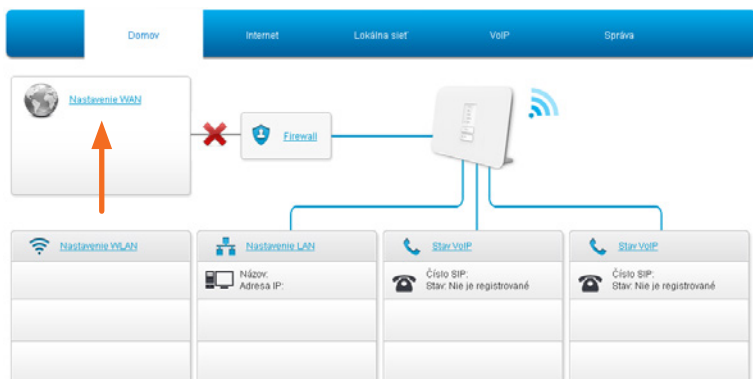 Domov Internet Lokálna sieť VoIP Správa
Nastavenie WAN
Firewall
Nastavenie WLAN Nastavenie LAN Stav VoIP Stav VoIP
Názov: Číslo SIP: Číslo SIP:
Adresa IP: Stav: Nie je registrované Stav: Nie je registrované